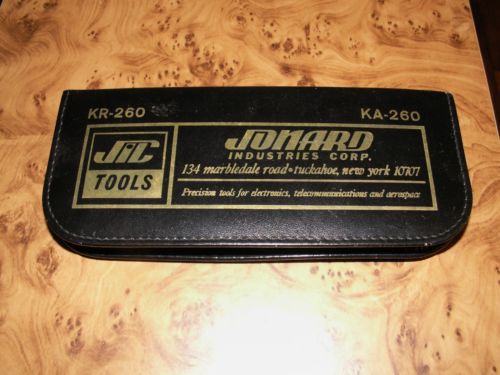 KR-260 KA-260
JIC TOOLS
JONARD
INDUSTRIES CORP.
134 marbledale road • tuckahoe, new york 10707
Precision tools for electronics, telecommunications and aerospace